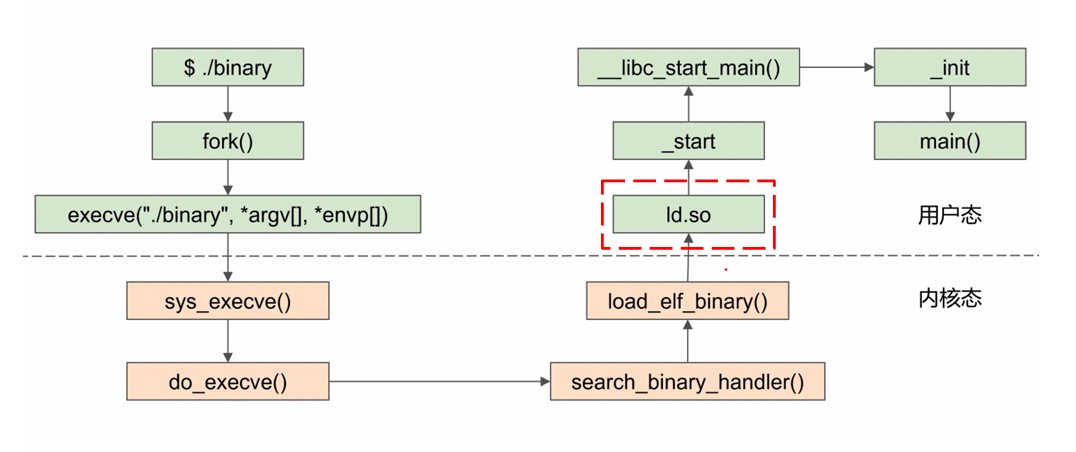 $ ./binary
fork()
execve("./binary", *argv[], *envp[])
sys_execve()
do_execve()
search_binary_handler()
load_elf_binary()
ld.so
_start
__libc_start_main()
_init
main()
用户态
内核态